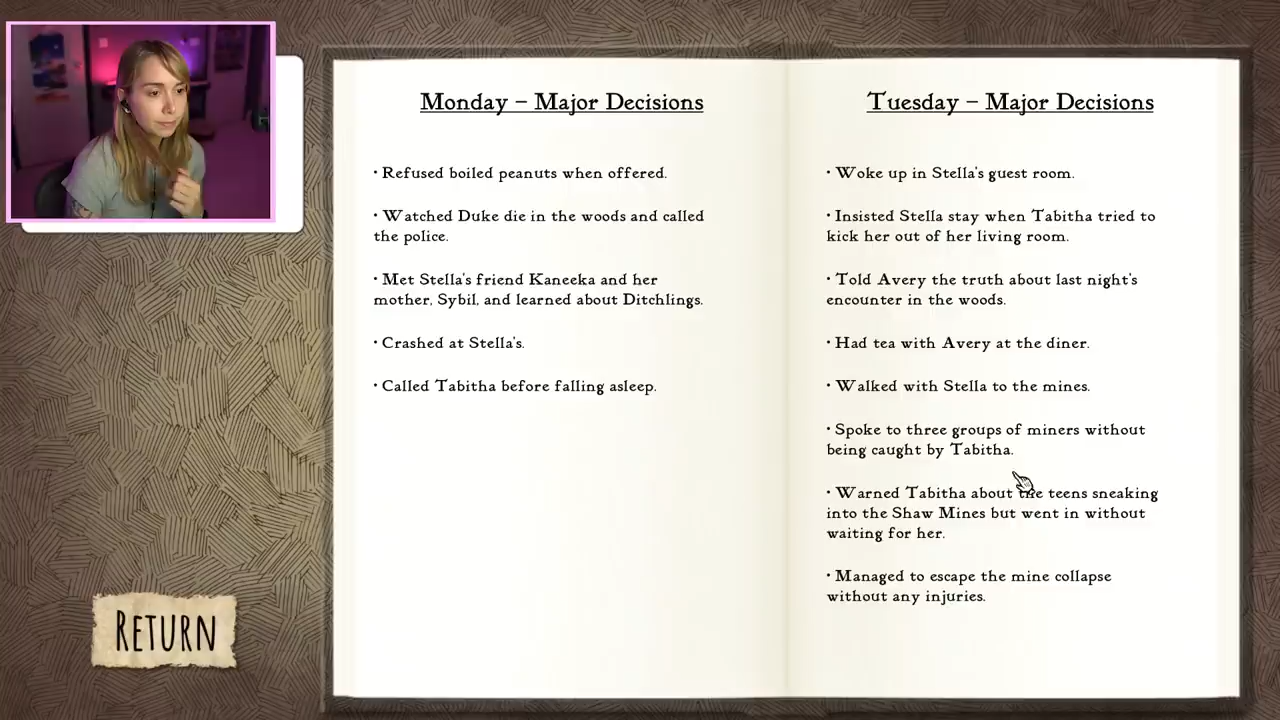 Monday – Major Decisions
• Refused boiled peanuts when offered.
• Watched Duke die in the woods and called
the police.
• Met Stella's friend Kaneeka and her
mother, Sybil, and learned about Ditchlings.
• Crashed at Stella's.
• Called Tabitha before falling asleep.
Tuesday – Major Decisions
• Woke up in Stella's guest room.
• Insisted Stella stay when Tabitha tried to
kick her out of her living room.
• Told Avery the truth about last night's
encounter in the woods.
• Had tea with Avery at the diner.
• Walked with Stella to the mines.
• Spoke to three groups of miners without
being caught by Tabitha.
• Warned Tabitha about the teens sneaking
into the Shaw Mines but went in without
waiting for her.
• Managed to escape the mine collapse
without any injuries.
Return